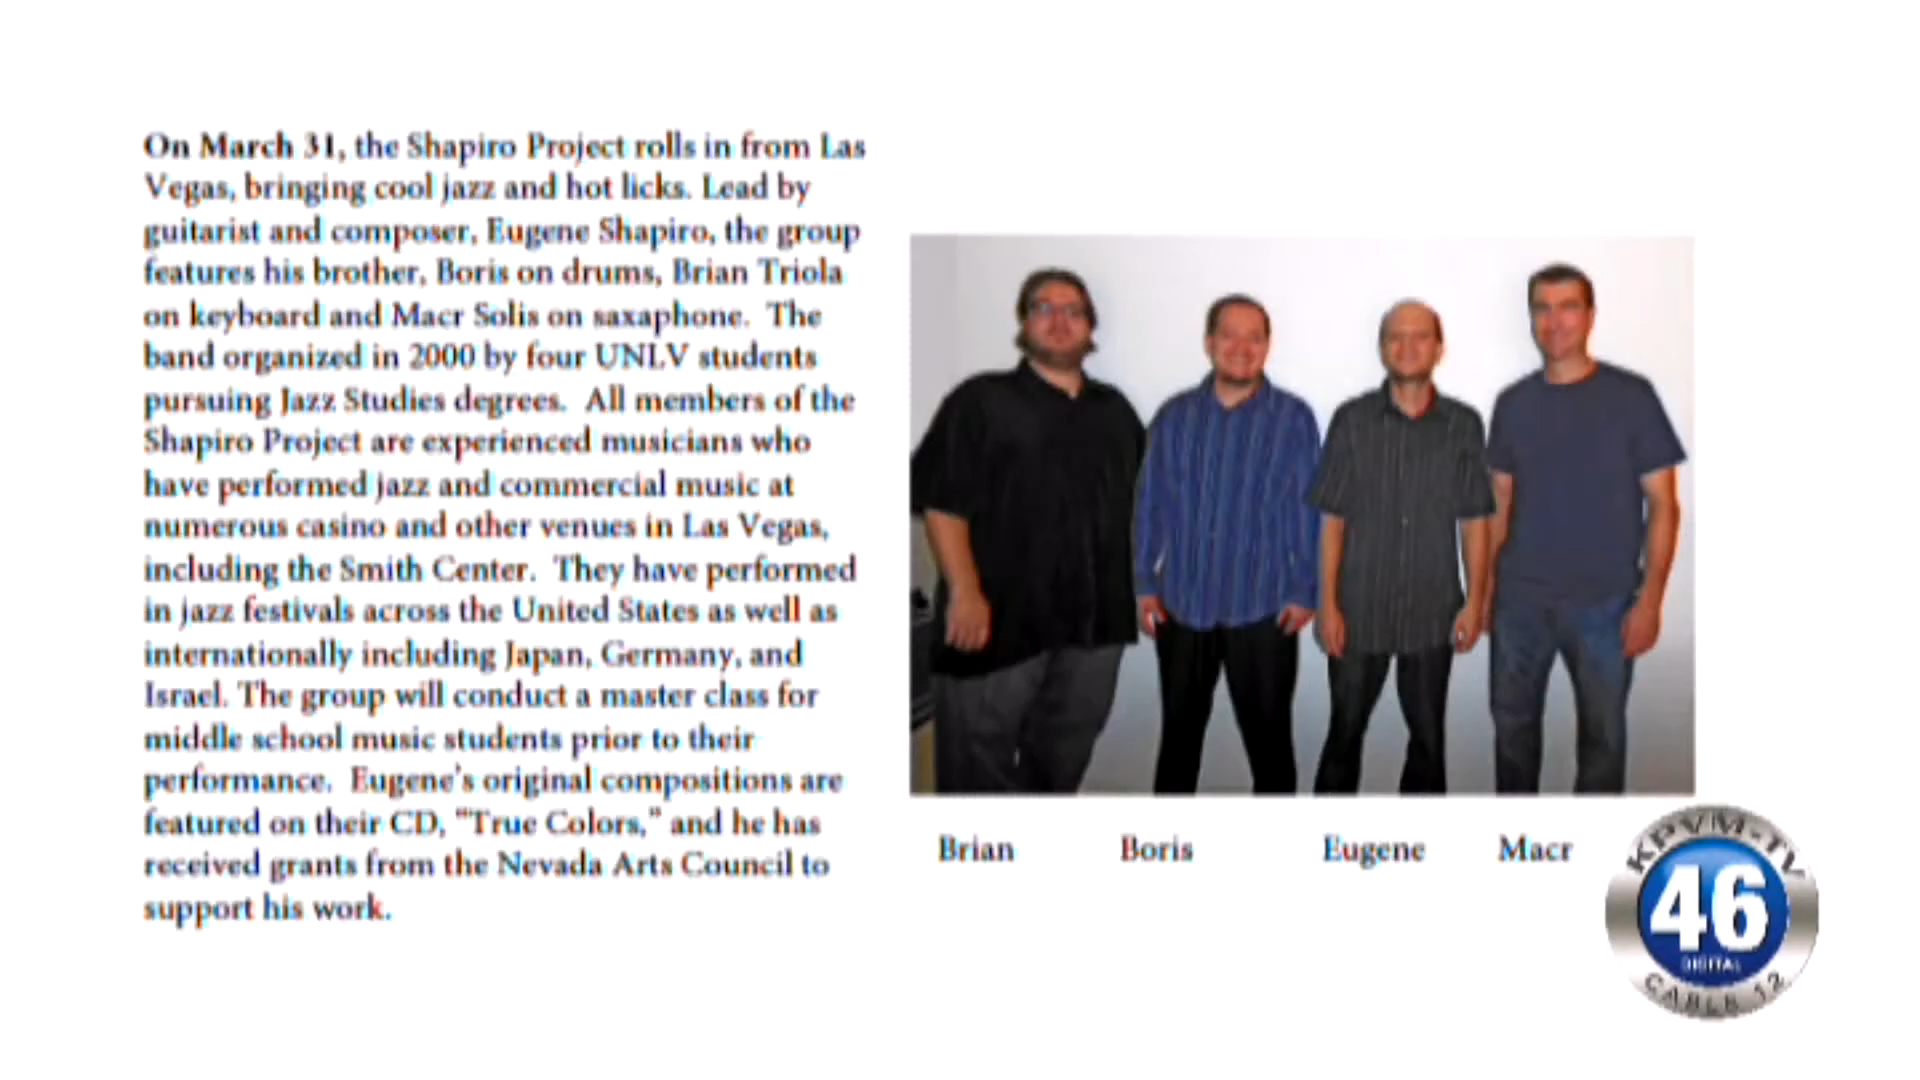 On March 31, the Shapiro Project rolls in from Las
Vegas, bringing cool jazz and hot licks. Lead by
guitarist and composer, Eugene Shapiro, the group
features his brother, Boris on drums, Brian Triola
on keyboard and Macr Solis on saxaphone. The
band organized in 2000 by four UNLV students
pursuing Jazz Studies degrees. All members of the
Shapiro Project are experienced musicians who
have performed jazz and commercial music at
numerous casino and other venues in Las Vegas,
including the Smith Center. They have performed
in jazz festivals across the United States as well as
internationally including Japan, Germany, and
Israel. The group will conduct a master class for
middle school music students prior to their
performance. Eugene's original compositions are
featured on their CD, "True Colors," and he has
received grants from the Nevada Arts Council to
support his work.
Brian Boris Eugene Macr
KPVM-TV
46
DIGITAL
CABLE 12